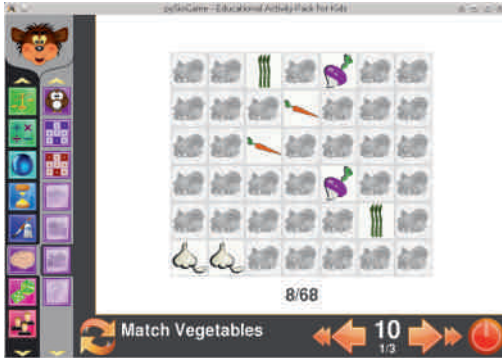 pySioGame - Educational Activity Pack for Kids
8/68
Match Vegetables
10
1/3